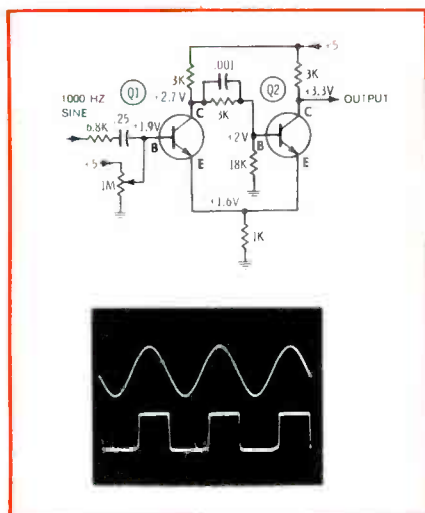 +5
3K
.001
3K
Q1
Q2
1000 HZ
SINE
+2.7V
C
3K
+3.3V
OUTPUT
C
6.8K
.25
+1.9V
B
+2V
B
E
E
18K
+5
1M
+1.6V
1K